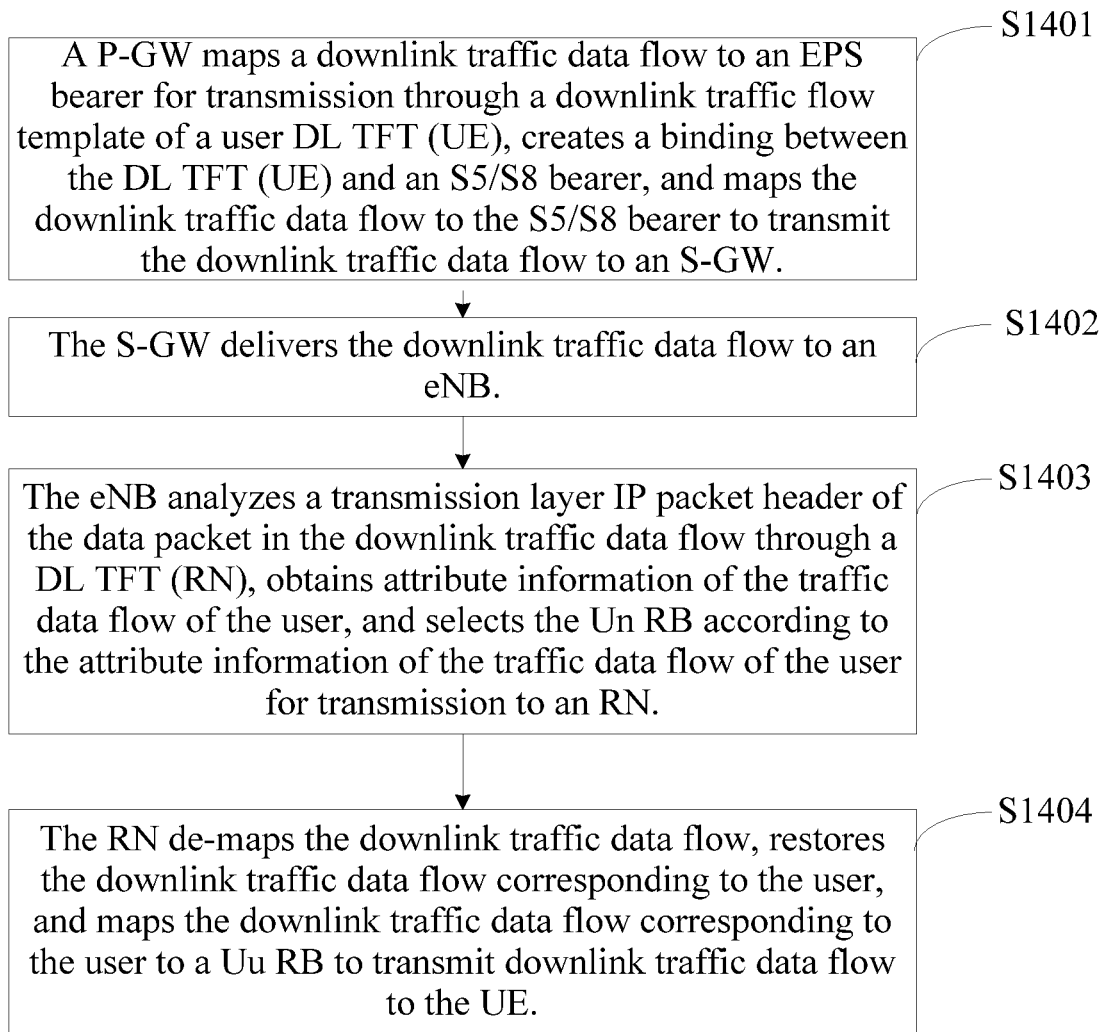 S1401
A P-GW maps a downlink traffic data flow to an EPS
bearer for transmission through a downlink traffic flow
template of a user DL TFT (UE), creates a binding between
the DL TFT (UE) and an S5/S8 bearer, and maps the
downlink traffic data flow to the S5/S8 bearer to transmit
the downlink traffic data flow to an S-GW.
S1402
The S-GW delivers the downlink traffic data flow to an
eNB.
S1403
The eNB analyzes a transmission layer IP packet header of
the data packet in the downlink traffic data flow through a
DL TFT (RN), obtains attribute information of the traffic
data flow of the user, and selects the Un RB according to
the attribute information of the traffic data flow of the user
for transmission to an RN.
S1404
The RN de-maps the downlink traffic data flow, restores
the downlink traffic data flow corresponding to the user,
and maps the downlink traffic data flow corresponding to
the user to a Uu RB to transmit downlink traffic data flow
to the UE.